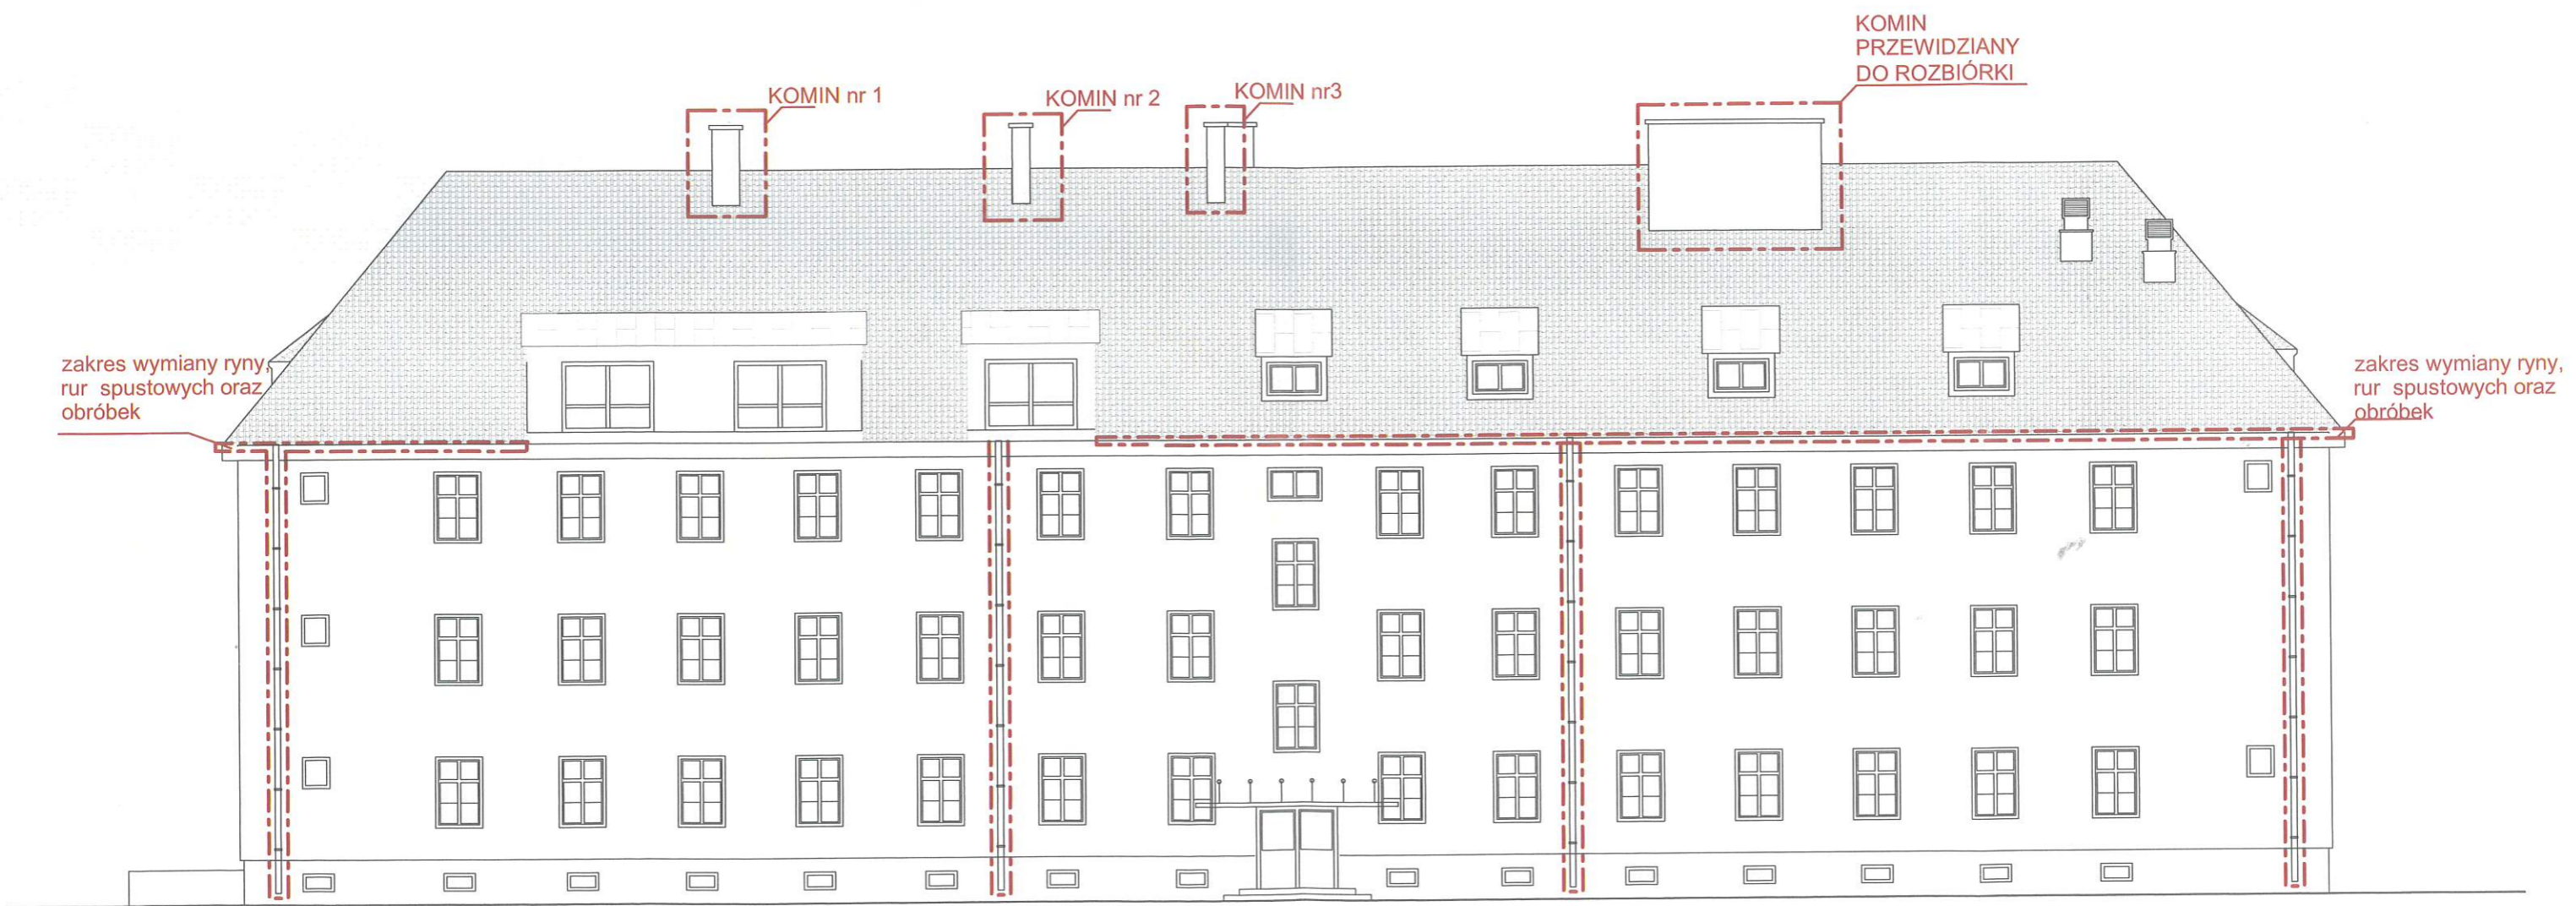 KOMIN
PRZEWIDZIANY
DO ROZBIÓRKI
KOMIN nr 1
KOMIN nr 2
KOMIN nr3
zakres wymiany ryny,
rur spustowych oraz
obróbek
zakres wymiany ryny,
rur spustowych oraz
obróbek